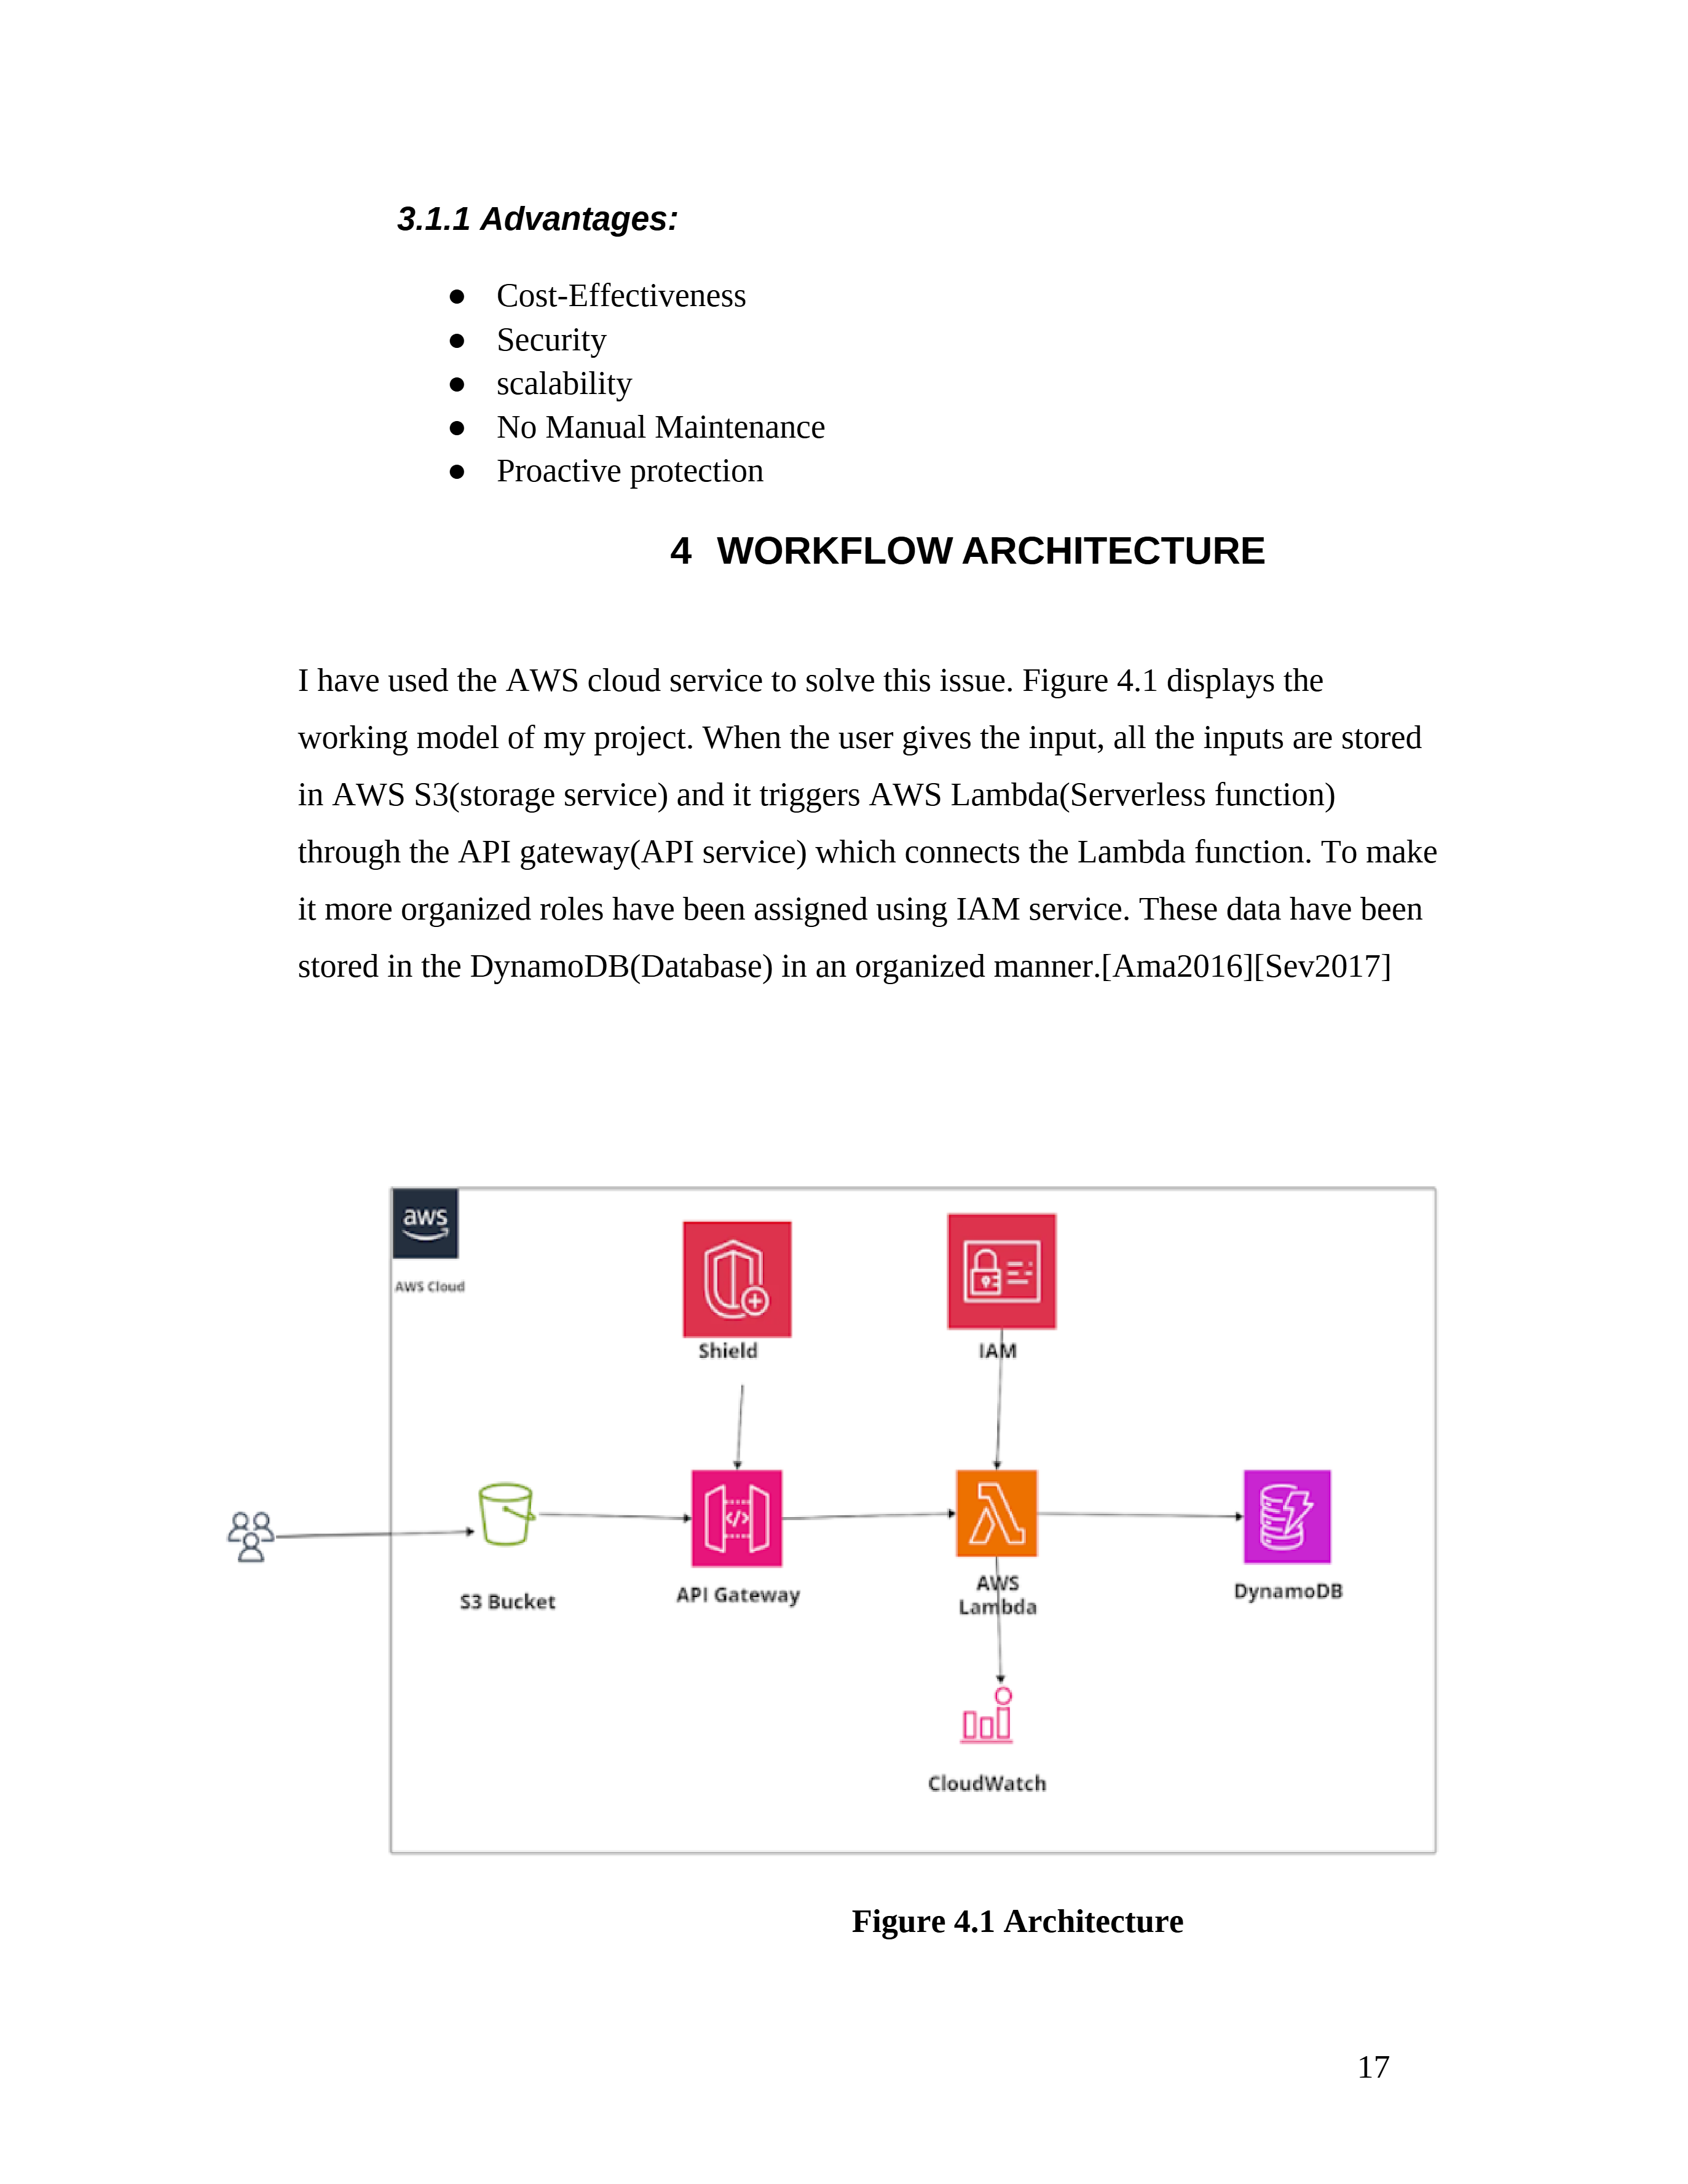 3.1.1 Advantages:
● Cost-Effectiveness
● Security
● scalability
● No Manual Maintenance
● Proactive protection
4 WORKFLOW ARCHITECTURE
I have used the AWS cloud service to solve this issue. Figure 4.1 displays the
working model of my project. When the user gives the input, all the inputs are stored
in AWS S3(storage service) and it triggers AWS Lambda(Serverless function)
through the API gateway(API service) which connects the Lambda function. To make
it more organized roles have been assigned using IAM service. These data have been
stored in the DynamoDB(Database) in an organized manner.[Ama2016][Sev2017]
aws
AWS Cloud
Shield
IAM
</>
S3 Bucket
API Gateway
AWS
Lambda
DynamoDB
CloudWatch
Figure 4.1 Architecture
17